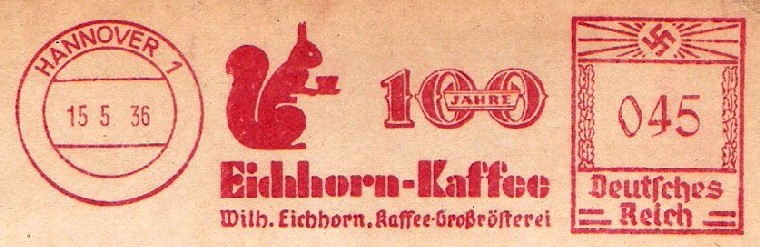 HANNOVER 1
15 5 36
100
JAHRE
Eichhorn-Kaffee
Wilh. Eichhorn, Kaffee-Großrösterei
045
Deutsches
Reich